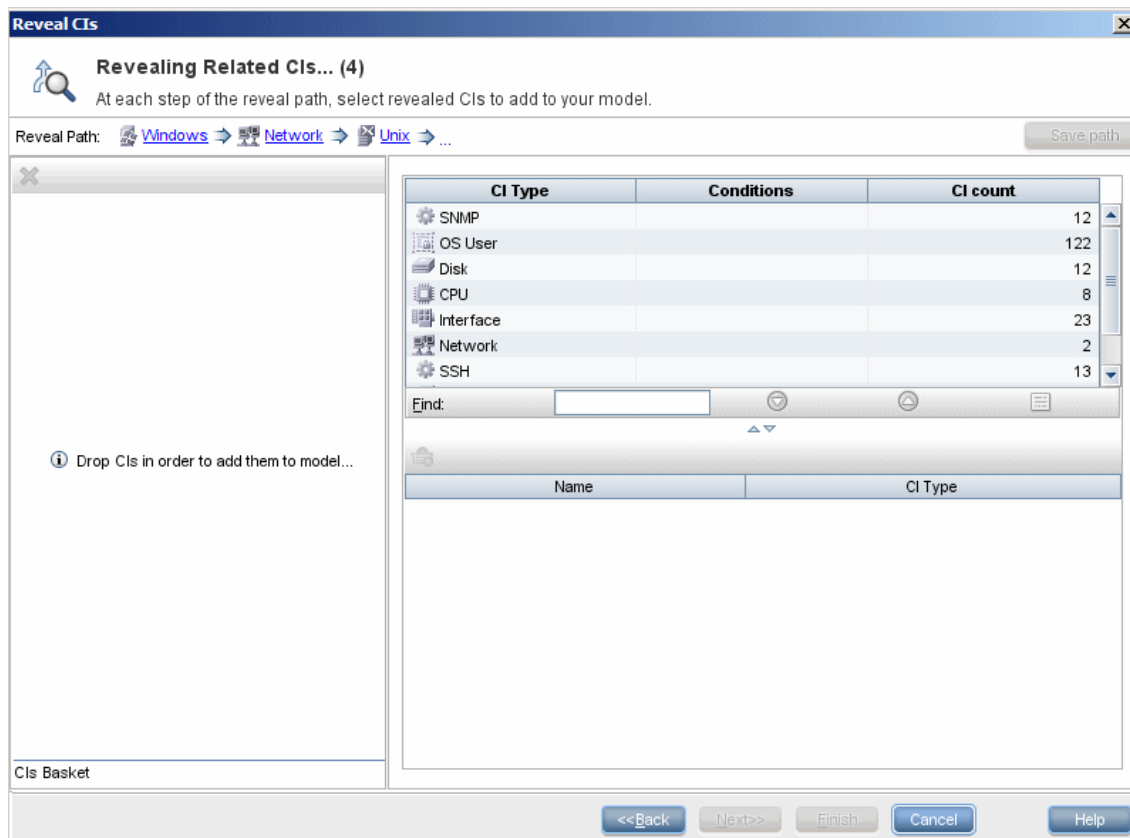 Reveal CIs
Revealing Related CIs... (4)
At each step of the reveal path, select revealed CIs to add to your model.
Reveal Path: Windows Network Unix ...
Save path
CI Type Conditions CI count
SNMP 12
OS User 122
Disk 12
CPU 8
Interface 23
Network 2
SSH 13
Find:
Drop CIs in order to add them to model...
Name CI Type
CIs Basket
<<Back Next>> Finish Cancel Help